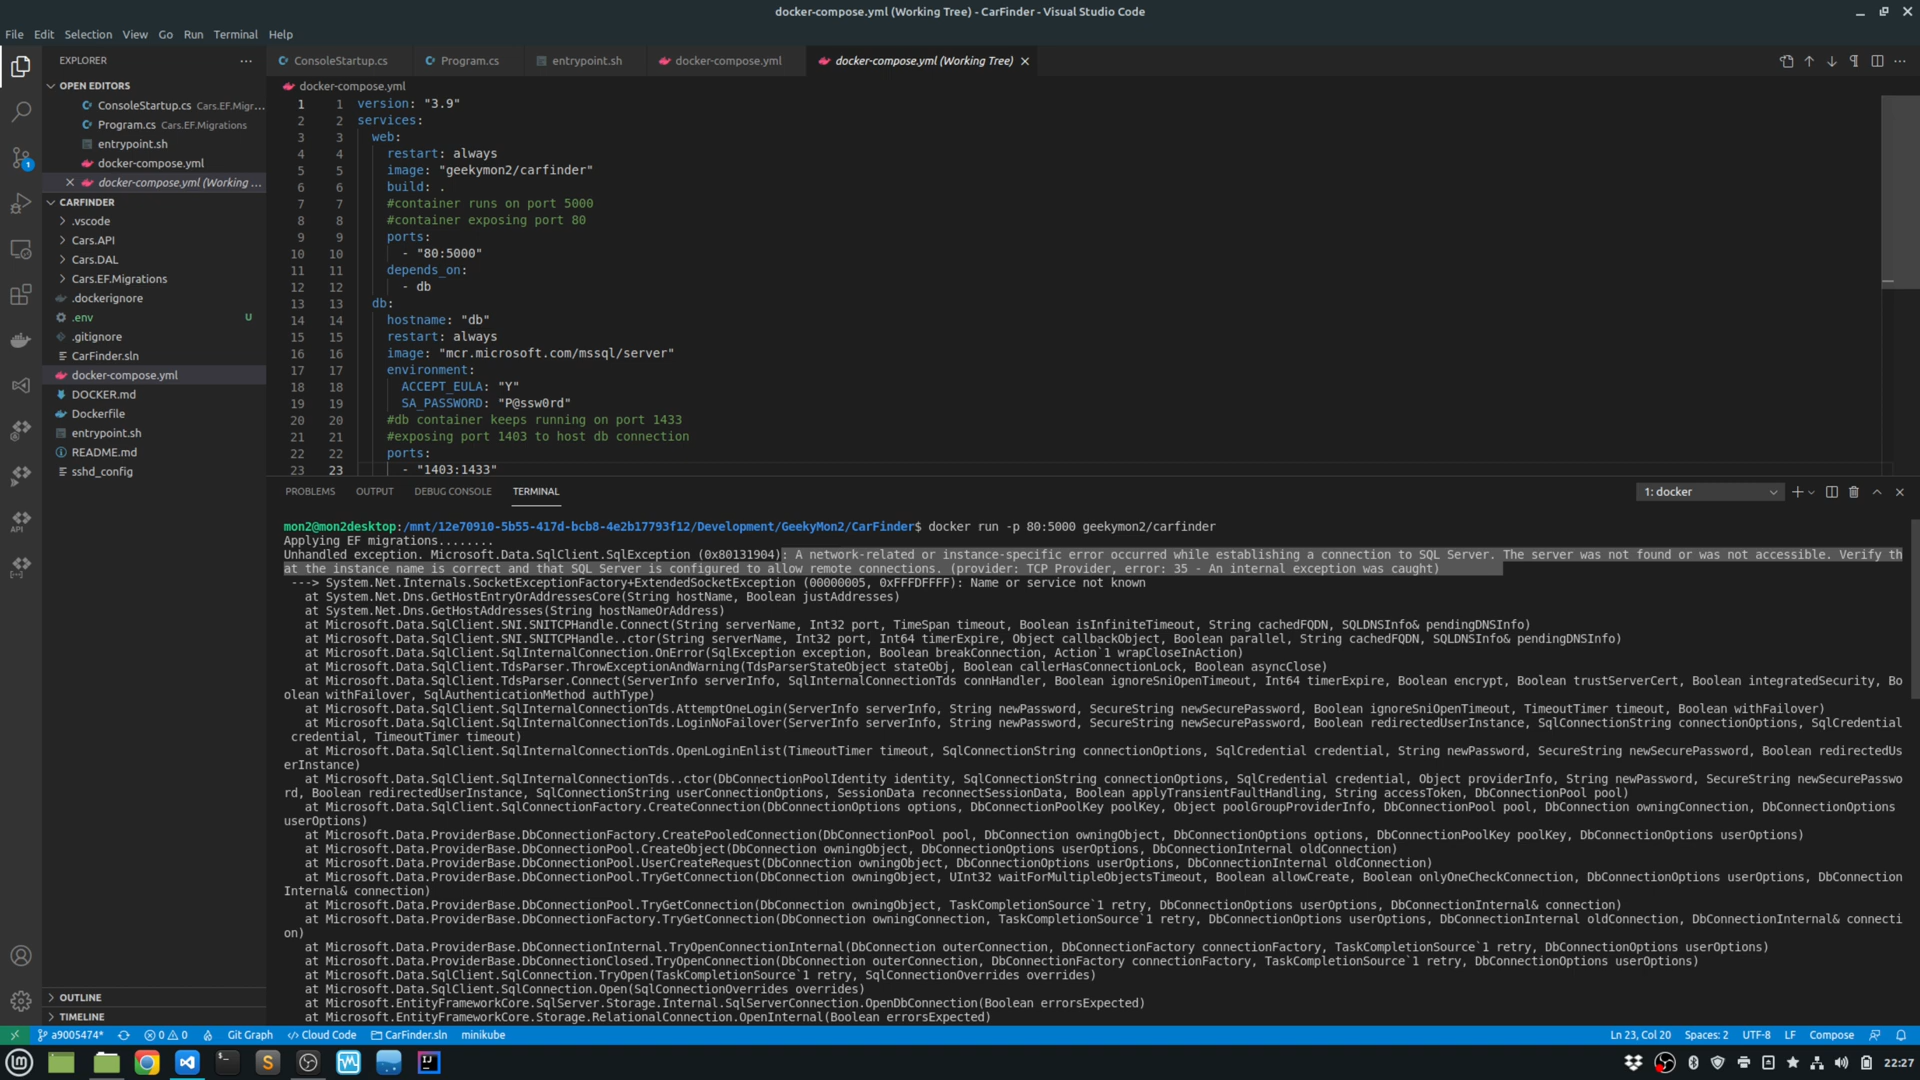 docker-compose.yml (Working Tree) - CarFinder - Visual Studio Code
File Edit Selection View Go Run Terminal Help
EXPLORER
OPEN EDITORS
ConsoleStartup.cs Cars.EF.Migr...
Program.cs Cars.EF.Migrations
entrypoint.sh
docker-compose.yml
docker-compose.yml (Working ...
CARFINDER
.vscode
Cars.API
Cars.DAL
Cars.EF.Migrations
.dockerignore
.env U
.gitignore
CarFinder.sln
docker-compose.yml
DOCKER.md
Dockerfile
entrypoint.sh
README.md
sshd_config
OUTLINE
TIMELINE
API
1
ConsoleStartup.cs Program.cs entrypoint.sh docker-compose.yml docker-compose.yml (Working Tree)
docker-compose.yml
1 1 version: "3.9"
2 2 services:
3 3 web:
4 4 restart: always
5 5 image: "geekymon2/carfinder"
6 6 build: .
7 7 #container runs on port 5000
8 8 #container exposing port 80
9 9 ports:
10 10 - "80:5000"
11 11 depends_on:
12 12 - db
13 13 db:
14 14 hostname: "db"
15 15 restart: always
16 16 image: "mcr.microsoft.com/mssql/server"
17 17 environment:
18 18 ACCEPT_EULA: "Y"
19 19 SA_PASSWORD: "P@ssw0rd"
20 20 #db container keeps running on port 1433
21 21 #exposing port 1403 to host db connection
22 22 ports:
23 23 - "1403:1433"
PROBLEMS OUTPUT DEBUG CONSOLE TERMINAL
1: docker
mon2@mon2desktop:/mnt/12e70910-5b55-417d-bcb8-4e2b17793f12/Development/GeekyMon2/CarFinder$ docker run -p 80:5000 geekymon2/carfinder
Applying EF migrations........
Unhandled exception. Microsoft.Data.SqlClient.SqlException (0x80131904): A network-related or instance-specific error occurred while establishing a connection to SQL Server. The server was not found or was not accessible. Verify th
at the instance name is correct and that SQL Server is configured to allow remote connections. (provider: TCP Provider, error: 35 - An internal exception was caught)
---> System.Net.Internals.SocketExceptionFactory+ExtendedSocketException (00000005, 0xFFFDFFFF): Name or service not known
at System.Net.Dns.GetHostEntryOrAddressesCore(String hostName, Boolean justAddresses)
at System.Net.Dns.GetHostAddresses(String hostNameOrAddress)
at Microsoft.Data.SqlClient.SNI.SNITCPHandle.Connect(String serverName, Int32 port, TimeSpan timeout, Boolean isInfiniteTimeout, String cachedFQDN, SQLDNSInfo& pendingDNSInfo)
at Microsoft.Data.SqlClient.SNI.SNITCPHandle..ctor(String serverName, Int32 port, Int64 timerExpire, Object callbackObject, Boolean parallel, String cachedFQDN, SQLDNSInfo& pendingDNSInfo)
at Microsoft.Data.SqlClient.SqlInternalConnection.OnError(SqlException exception, Boolean breakConnection, Action`1 wrapCloseInAction)
at Microsoft.Data.SqlClient.TdsParser.ThrowExceptionAndWarning(TdsParserStateObject stateObj, Boolean callerHasConnectionLock, Boolean asyncClose)
at Microsoft.Data.SqlClient.TdsParser.Connect(ServerInfo serverInfo, SqlInternalConnectionTds connHandler, Boolean ignoreSniOpenTimeout, Int64 timerExpire, Boolean encrypt, Boolean trustServerCert, Boolean integratedSecurity, Bo
olean withFailover, SqlAuthenticationMethod authType)
at Microsoft.Data.SqlClient.SqlInternalConnectionTds.AttemptOneLogin(ServerInfo serverInfo, String newPassword, SecureString newSecurePassword, Boolean ignoreSniOpenTimeout, TimeoutTimer timeout, Boolean withFailover)
at Microsoft.Data.SqlClient.SqlInternalConnectionTds.LoginNoFailover(ServerInfo serverInfo, String newPassword, SecureString newSecurePassword, Boolean redirectedUserInstance, SqlConnectionString connectionOptions, SqlCredential
credential, TimeoutTimer timeout)
at Microsoft.Data.SqlClient.SqlInternalConnectionTds.OpenLoginEnlist(TimeoutTimer timeout, SqlConnectionString connectionOptions, SqlCredential credential, String newPassword, SecureString newSecurePassword, Boolean redirectedUs
erInstance)
at Microsoft.Data.SqlClient.SqlInternalConnectionTds..ctor(DbConnectionPoolIdentity identity, SqlConnectionString connectionOptions, SqlCredential credential, Object providerInfo, String newPassword, SecureString newSecurePasswo
rd, Boolean redirectedUserInstance, SqlConnectionString userConnectionOptions, SessionData reconnectSessionData, Boolean applyTransientFaultHandling, String accessToken, DbConnectionPool pool)
at Microsoft.Data.SqlClient.SqlConnectionFactory.CreateConnection(DbConnectionOptions options, DbConnectionPoolKey poolKey, Object poolGroupProviderInfo, DbConnectionPool pool, DbConnection owningConnection, DbConnectionOptions
userOptions)
at Microsoft.Data.ProviderBase.DbConnectionFactory.CreatePooledConnection(DbConnectionPool pool, DbConnection owningObject, DbConnectionOptions options, DbConnectionPoolKey poolKey, DbConnectionOptions userOptions)
at Microsoft.Data.ProviderBase.DbConnectionPool.CreateObject(DbConnection owningObject, DbConnectionOptions userOptions, DbConnectionInternal oldConnection)
at Microsoft.Data.ProviderBase.DbConnectionPool.UserCreateRequest(DbConnection owningObject, DbConnectionOptions userOptions, DbConnectionInternal oldConnection)
at Microsoft.Data.ProviderBase.DbConnectionPool.TryGetConnection(DbConnection owningObject, UInt32 waitForMultipleObjectsTimeout, Boolean allowCreate, Boolean onlyOneCheckConnection, DbConnectionOptions userOptions, DbConnection
Internal& connection)
at Microsoft.Data.ProviderBase.DbConnectionPool.TryGetConnection(DbConnection owningObject, TaskCompletionSource`1 retry, DbConnectionOptions userOptions, DbConnectionInternal& connection)
at Microsoft.Data.ProviderBase.DbConnectionFactory.TryGetConnection(DbConnection owningConnection, TaskCompletionSource`1 retry, DbConnectionOptions userOptions, DbConnectionInternal oldConnection, DbConnectionInternal& connecti
on)
at Microsoft.Data.ProviderBase.DbConnectionInternal.TryOpenConnectionInternal(DbConnection outerConnection, DbConnectionFactory connectionFactory, TaskCompletionSource`1 retry, DbConnectionOptions userOptions)
at Microsoft.Data.ProviderBase.DbConnectionClosed.TryOpenConnection(DbConnection outerConnection, DbConnectionFactory connectionFactory, TaskCompletionSource`1 retry, DbConnectionOptions userOptions)
at Microsoft.Data.SqlClient.SqlConnection.TryOpen(TaskCompletionSource`1 retry, SqlConnectionOverrides overrides)
at Microsoft.Data.SqlClient.SqlConnection.Open(SqlConnectionOverrides overrides)
at Microsoft.EntityFrameworkCore.SqlServer.Storage.Internal.SqlServerConnection.OpenDbConnection(Boolean errorsExpected)
at Microsoft.EntityFrameworkCore.Storage.RelationalConnection.OpenInternal(Boolean errorsExpected)
a9005474* 0 0 Git Graph Cloud Code CarFinder.sln minikube Ln 23, Col 20 Spaces: 2 UTF-8 LF Compose
22:27